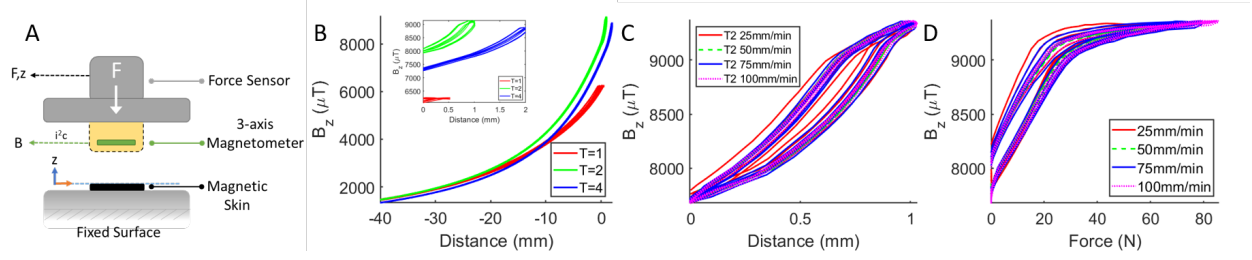 A
F,z
F
Force Sensor
i²c
B
3-axis
Magnetometer
z
Magnetic
Skin
Fixed Surface
B
8000
6000
4000
2000
B_z (μT)
-40
-30
-20
-10
0
Distance (mm)
T=1
T=2
T=4
9000
8500
8000
7500
7000
6500
B_z (μT)
0
0.5
1
1.5
2
Distance (mm)
T=1
T=2
T=4
C
9000
8500
8000
B_z (μT)
0
0.5
1
Distance (mm)
T2 25mm/min
T2 50mm/min
T2 75mm/min
T2 100mm/min
D
9000
8500
8000
B_z (μT)
0
20
40
60
80
Force (N)
25mm/min
50mm/min
75mm/min
100mm/min